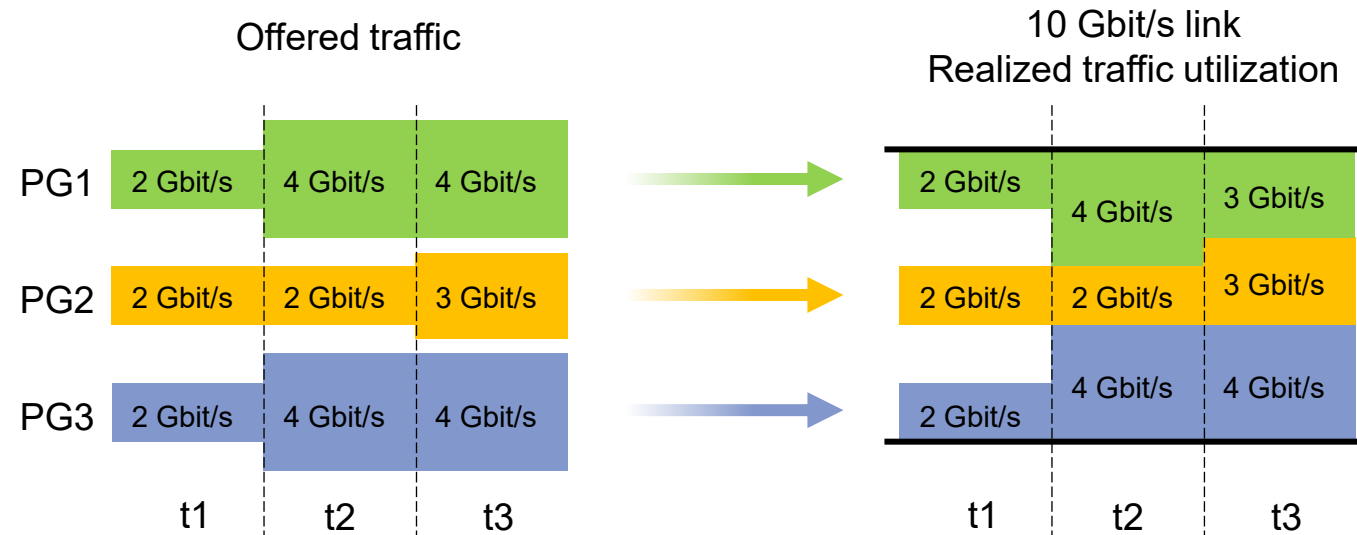 Offered traffic
10 Gbit/s link
Realized traffic utilization
PG1
2 Gbit/s
4 Gbit/s
4 Gbit/s
2 Gbit/s
4 Gbit/s
3 Gbit/s
PG2
2 Gbit/s
2 Gbit/s
3 Gbit/s
2 Gbit/s
2 Gbit/s
3 Gbit/s
PG3
2 Gbit/s
4 Gbit/s
4 Gbit/s
2 Gbit/s
4 Gbit/s
4 Gbit/s
t1
t2
t3
t1
t2
t3